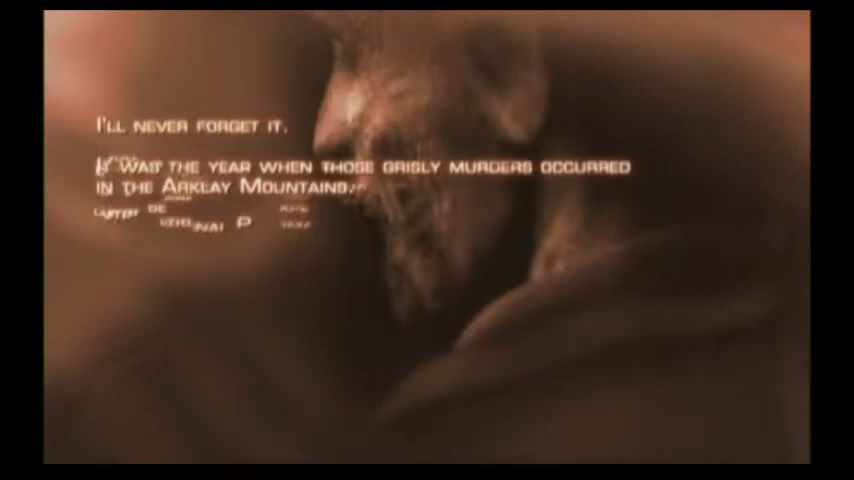 I'll never forget it.
It was the year when those grisly murders occurred
in the Arklay Mountains.